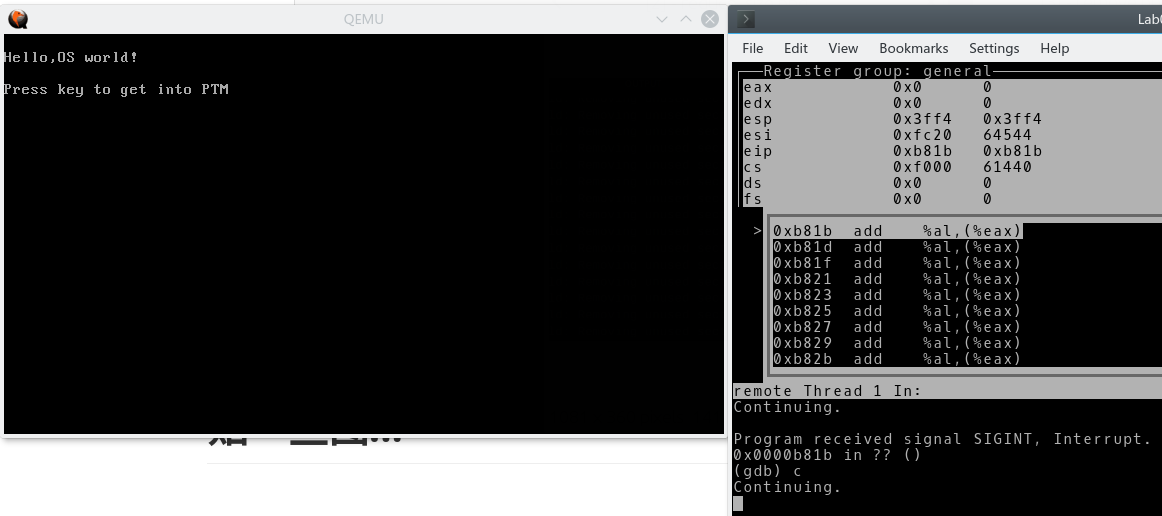 QEMU
Hello,OS world!
Press key to get into PTM
File Edit View Bookmarks Settings Help
Register group: general
eax 0x0 0
edx 0x0 0
esp 0x3ff4 0x3ff4
esi 0xfc20 64544
eip 0xb81b 0xb81b
cs 0xf000 61440
ds 0x0 0
fs 0x0 0
> 0xb81b add %al,(%eax)
0xb81d add %al,(%eax)
0xb81f add %al,(%eax)
0xb821 add %al,(%eax)
0xb823 add %al,(%eax)
0xb825 add %al,(%eax)
0xb827 add %al,(%eax)
0xb829 add %al,(%eax)
0xb82b add %al,(%eax)
remote Thread 1 In:
Continuing.
Program received signal SIGINT, Interrupt.
0x0000b81b in ?? ()
(gdb) c
Continuing.